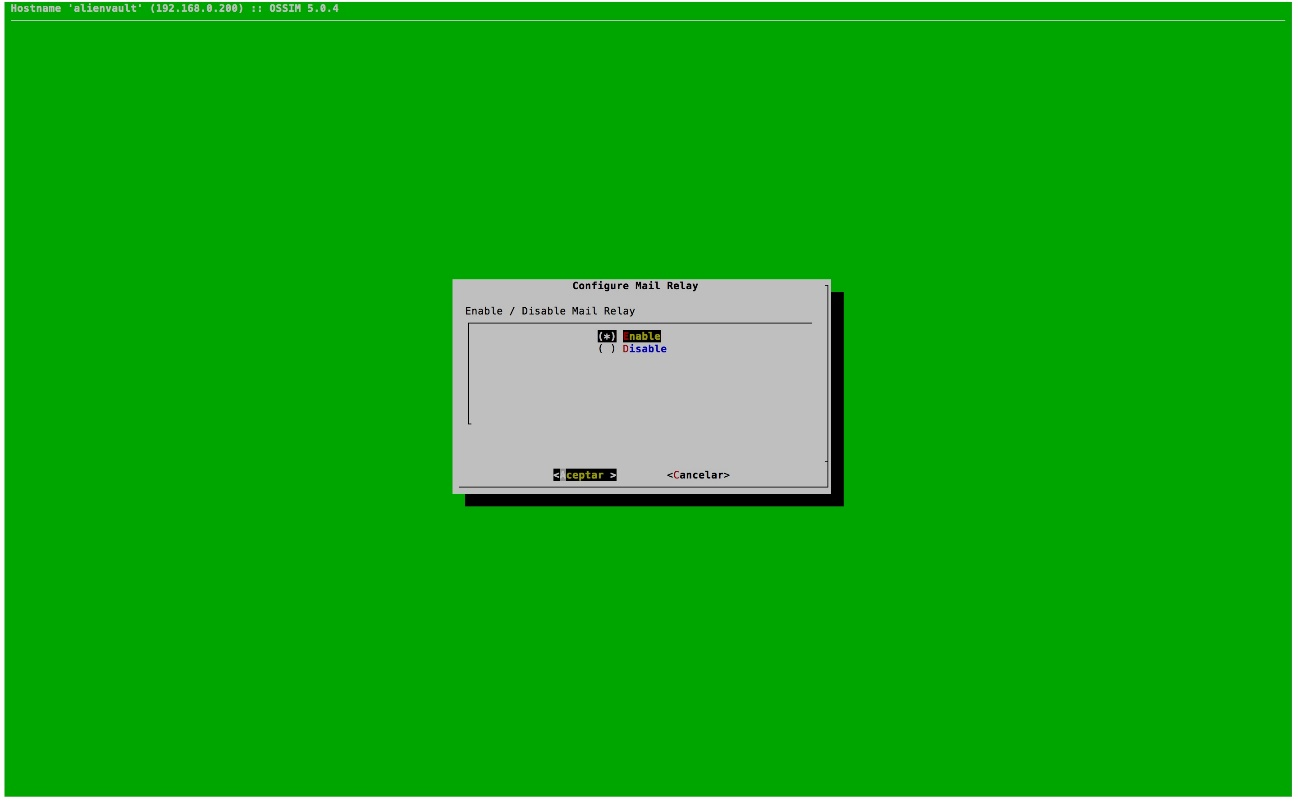 Hostname 'alienvault' (192.168.0.200) :: OSSIM 5.0.4
Configure Mail Relay
Enable / Disable Mail Relay
(*) Enable
( ) Disable
<Aceptar > <Cancelar>